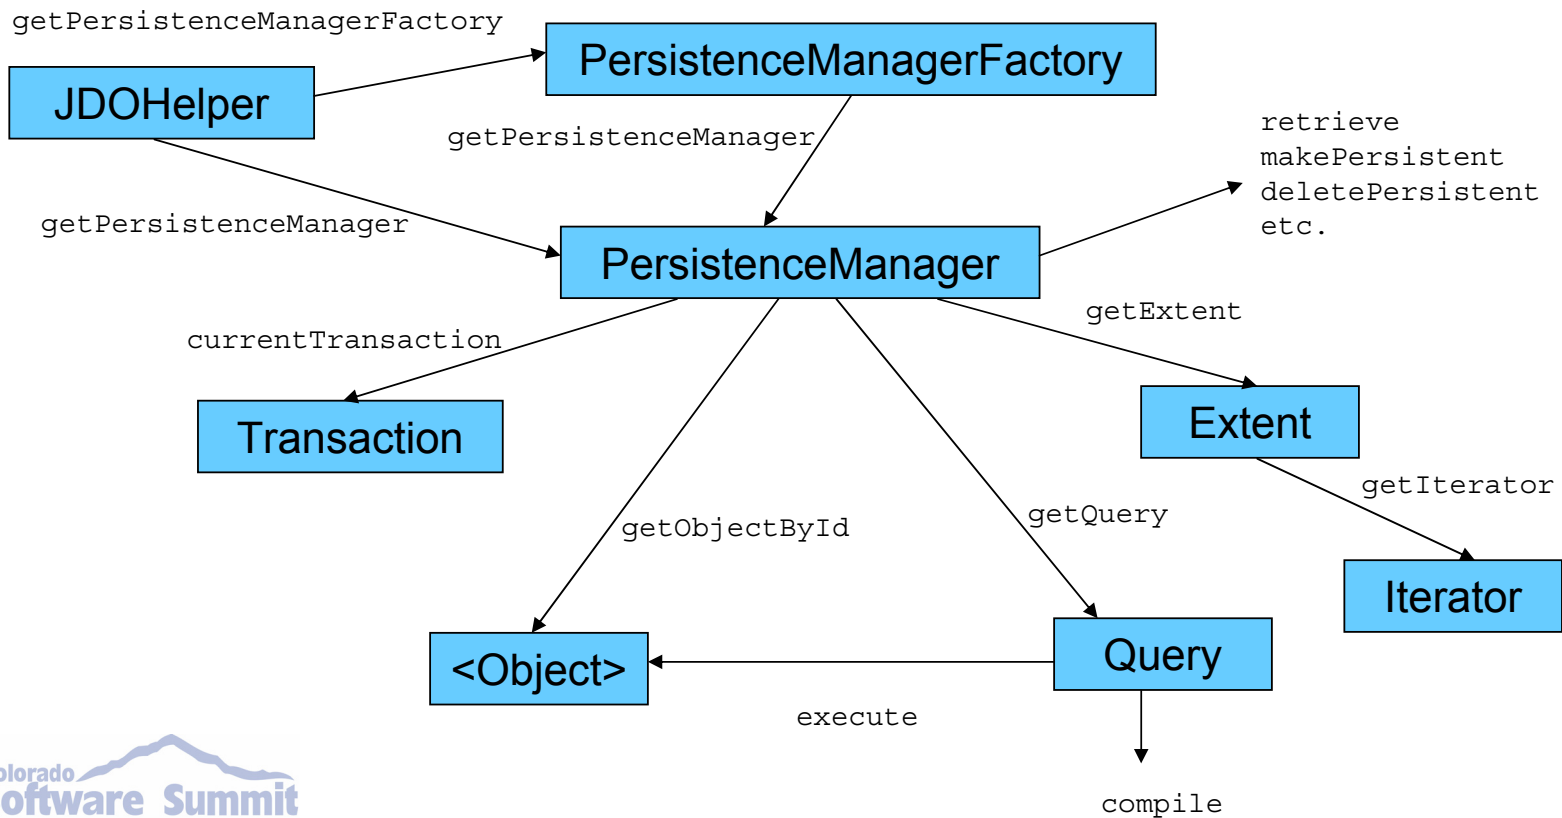 getPersistenceManagerFactory
PersistenceManagerFactory
JDOHelper
getPersistenceManager
retrieve
makePersistent
deletePersistent
etc.
getPersistenceManager
PersistenceManager
getExtent
currentTransaction
Extent
Transaction
getIterator
getObjectById
getQuery
Iterator
<Object>
Query
execute
compile
olorado
oftware Summit